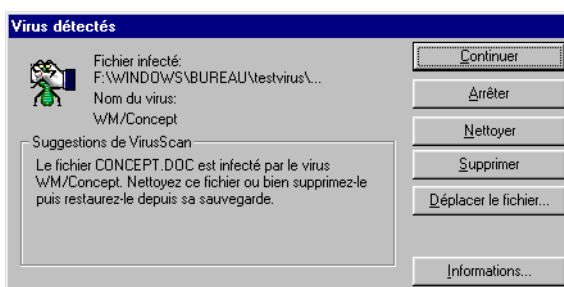 Virus détectés
Fichier infecté:
F:\WINDOWS\BUREAU\testvirus\...
Nom du virus:
WM/Concept
Suggestions de VirusScan
Le fichier CONCEPT.DOC est infecté par le virus
WM/Concept. Nettoyez ce fichier ou bien supprimez-le
puis restaurez-le depuis sa sauvegarde.
Continuer
Arrêter
Nettoyer
Supprimer
Déplacer le fichier...
Informations...